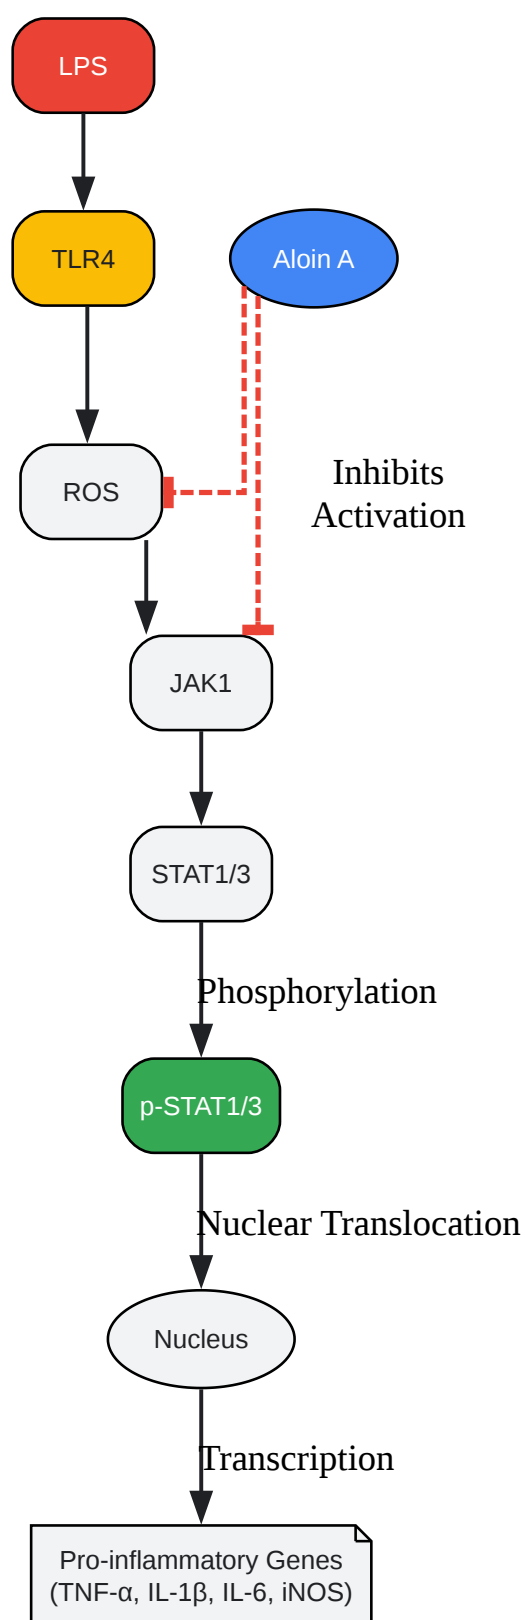 LPS
TLR4
Aloin A
ROS
Inhibits
Activation
JAK1
STAT1/3
Phosphorylation
p-STAT1/3
Nuclear Translocation
Nucleus
Transcription
Pro-inflammatory Genes
(TNF-α, IL-1β, IL-6, iNOS)